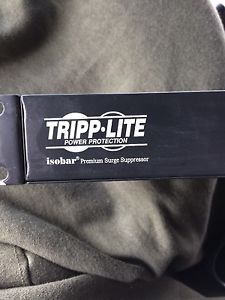 TRIPP·LITE
POWER PROTECTION
isobar® Premium Surge Suppressor